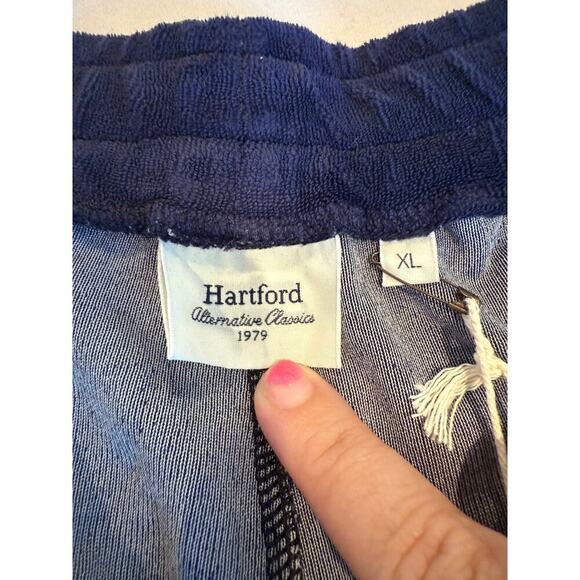 Hartford
Alternative Classics
1979
XL